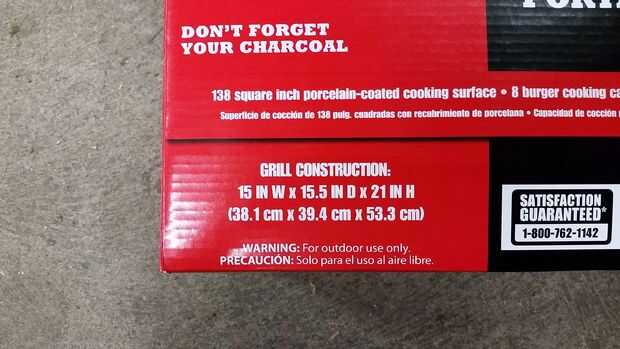 DON'T FORGET
YOUR CHARCOAL
138 square inch porcelain-coated cooking surface • 8 burger cooking
Superficie de cocción de 138 pulg. cuadradas con recubrimiento de porcelana • Capacidad de cocción
GRILL CONSTRUCTION:
15 IN W x 15.5 IN D x 21 IN H
(38.1 cm x 39.4 cm x 53.3 cm)
WARNING: For outdoor use only.
PRECAUCIÓN: Solo para el uso al aire libre.
SATISFACTION
GUARANTEED*
1-800-762-1142